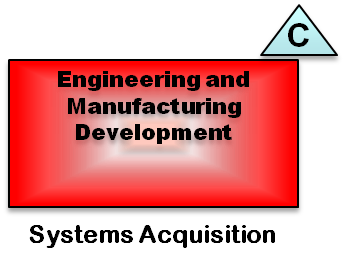 C
Engineering and
Manufacturing
Development
Systems Acquisition